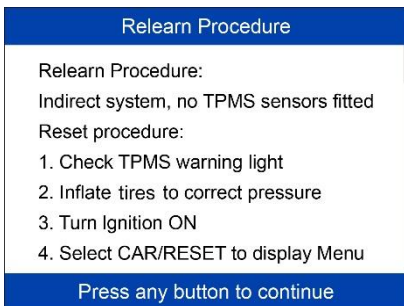 Relearn Procedure
Relearn Procedure:
Indirect system, no TPMS sensors fitted
Reset procedure:
1. Check TPMS warning light
2. Inflate tires to correct pressure
3. Turn Ignition ON
4. Select CAR/RESET to display Menu
Press any button to continue